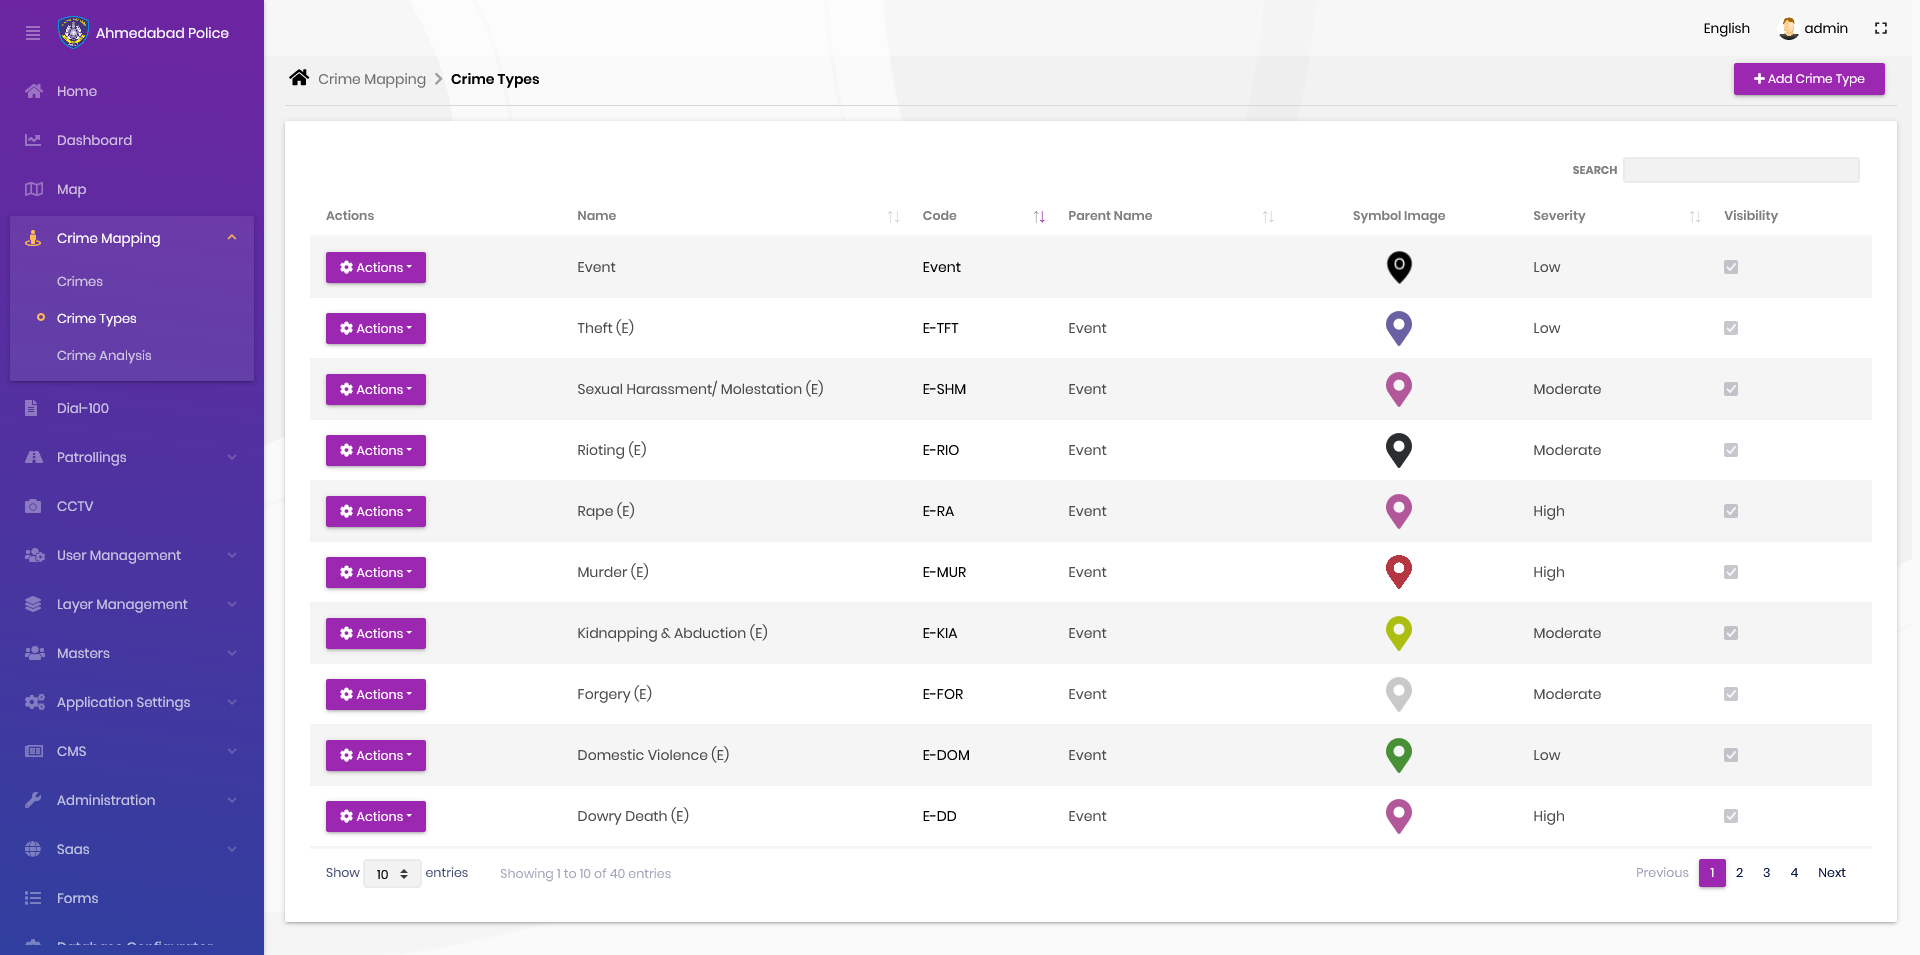 Ahmedabad Police
Home
Dashboard
Map
Crime Mapping
Crimes
Crime Types
Crime Analysis
Dial-100
Patrollings
CCTV
User Management
Layer Management
Masters
Application Settings
CMS
Administration
Saas
Forms
Database Configurator
English
admin
Crime Mapping > Crime Types
Add Crime Type
SEARCH
Actions Name Code Parent Name Symbol Image Severity Visibility
Actions Event Event Low
Actions Theft (E) E-TFT Event Low
Actions Sexual Harassment/ Molestation (E) E-SHM Event Moderate
Actions Rioting (E) E-RIO Event Moderate
Actions Rape (E) E-RA Event High
Actions Murder (E) E-MUR Event High
Actions Kidnapping & Abduction (E) E-KIA Event Moderate
Actions Forgery (E) E-FOR Event Moderate
Actions Domestic Violence (E) E-DOM Event Low
Actions Dowry Death (E) E-DD Event High
Show 10 entries Showing 1 to 10 of 40 entries Previous 1 2 3 4 Next